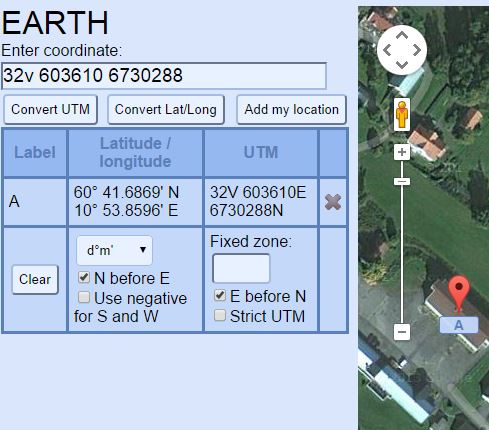 EARTH
Enter coordinate:
32v 603610 6730288
Convert UTM Convert Lat/Long Add my location
Label Latitude / longitude UTM
A 60° 41.6869' N 32V 603610E
10° 53.8596' E 6730288N
Clear d°m' Fixed zone:
N before E E before N
Use negative for S and W Strict UTM
A